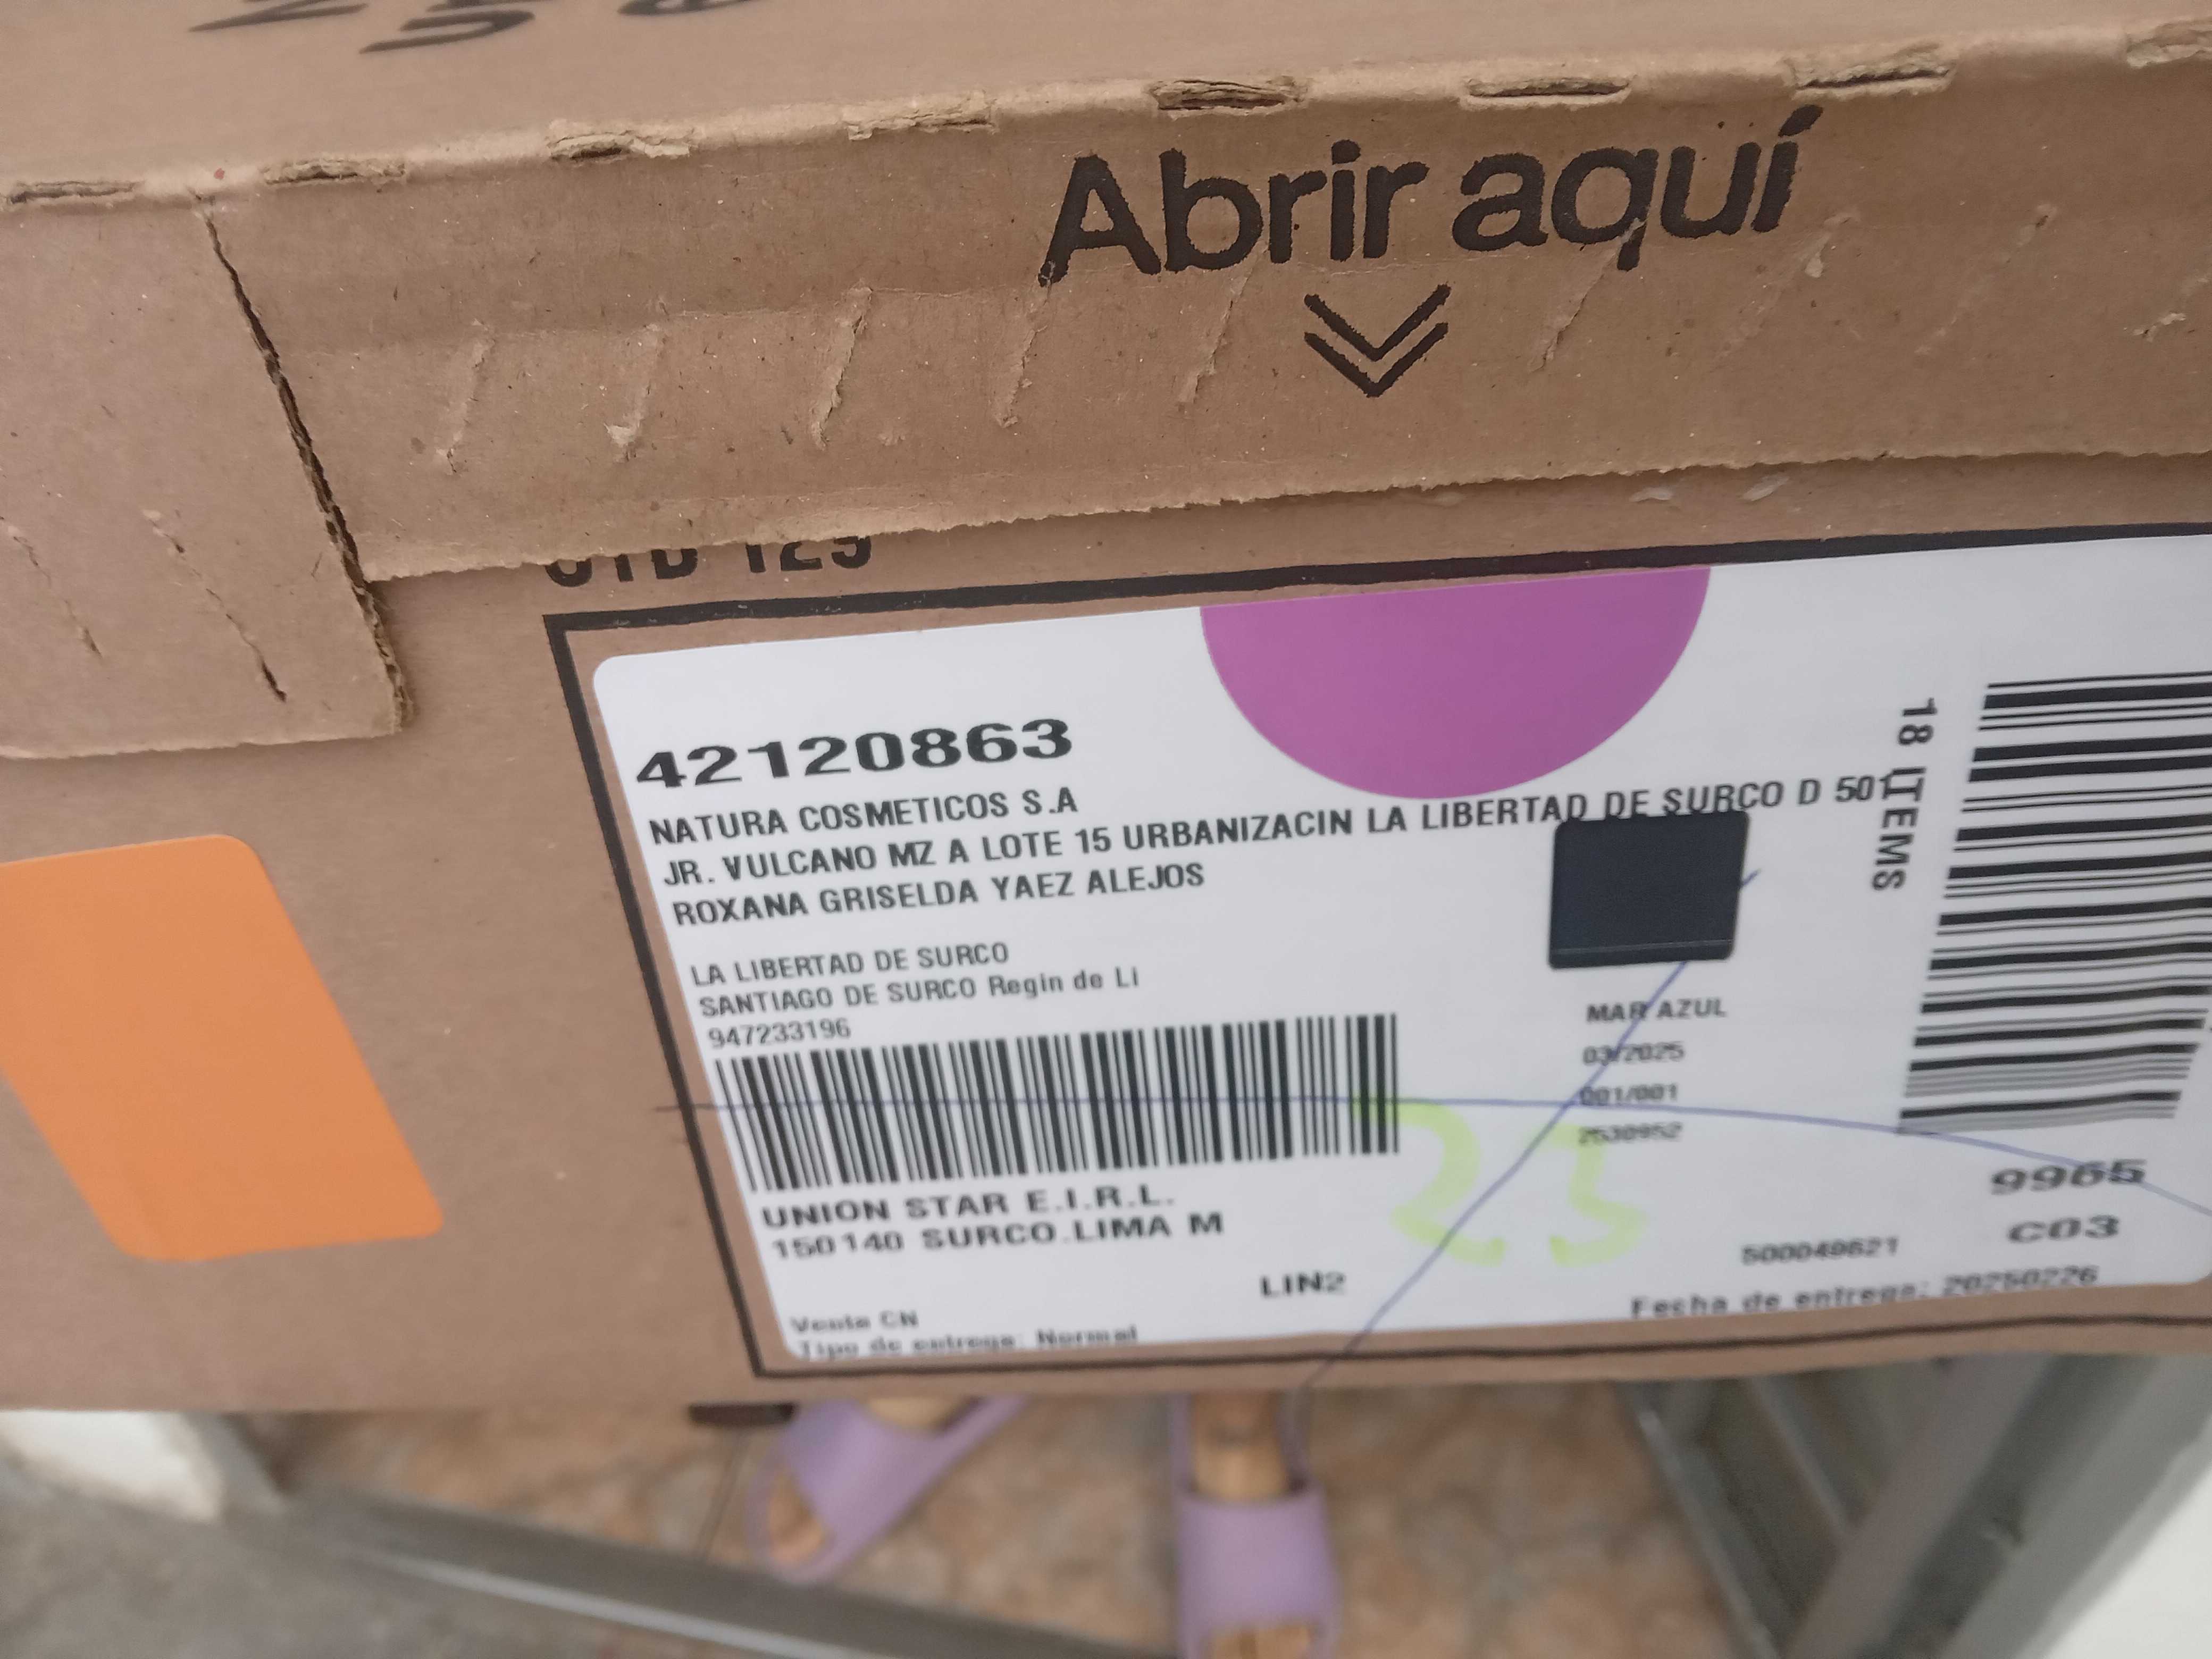 Abrir aquí
42120863
NATURA COSMETICOS S.A
JR. VULCANO MZ A LOTE 15 URBANIZACIN LA LIBERTAD DE SURCO D 501
ROXANA GRISELDA YAEZ ALEJOS
LA LIBERTAD DE SURCO
SANTIAGO DE SURCO Regin de Li
947233196
18 ITEMS
MAR AZUL
03/2025
001/001
2530952
25
UNION STAR E.I.R.L.
150140 SURCO.LIMA M
LIN2
9965
C03
500049621
Fecha de entrega: 20250226
Venta CN
Tipo de entrega: Normal